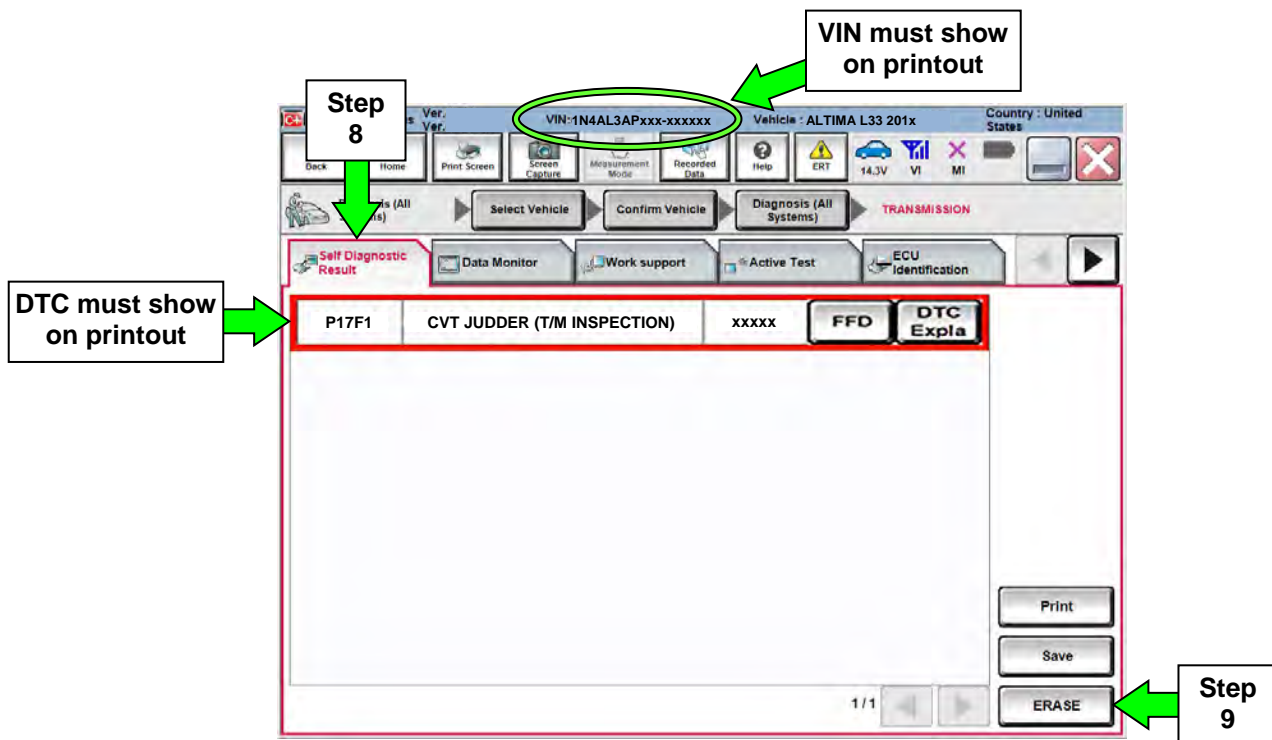 VIN must show
on printout
Step
8
C+
s
Ver.
Ver.
VIN:1N4AL3APxxx-xxxxxx
Vehicle : ALTIMA L33 201x
Country : United
States
Back
Home
Print Screen
Screen
Capture
Measurement
Mode
Recorded
Data
Help
ERT
14.3V
VI
MI
is (All
s)
Select Vehicle
Confirm Vehicle
Diagnosis (All
Systems)
TRANSMISSION
Self Diagnostic
Result
Data Monitor
Work support
Active Test
ECU
Identification
DTC must show
on printout
P17F1
CVT JUDDER (T/M INSPECTION)
xxxxx
FFD
DTC
Expla
Print
Save
1/1
ERASE
Step
9